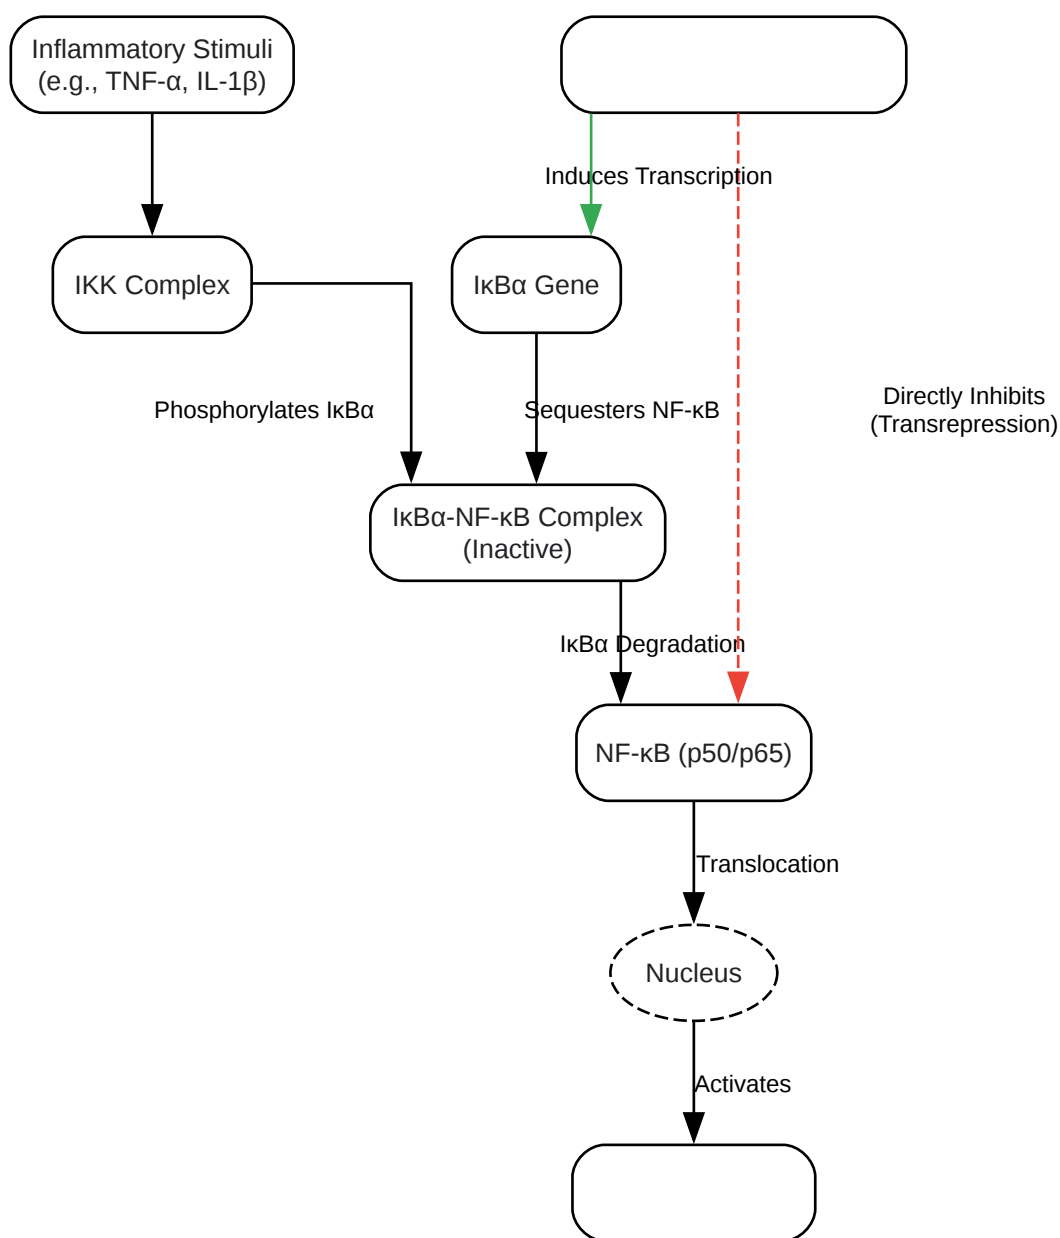 Inflammatory Stimuli
(e.g., TNF-α, IL-1β)
Induces Transcription
IKK Complex
IκBα Gene
Phosphorylates IκBα
Sequesters NF-κB
Directly Inhibits
(Transrepression)
IκBα-NF-κB Complex
(Inactive)
IκBα Degradation
NF-κB (p50/p65)
Translocation
Nucleus
Activates